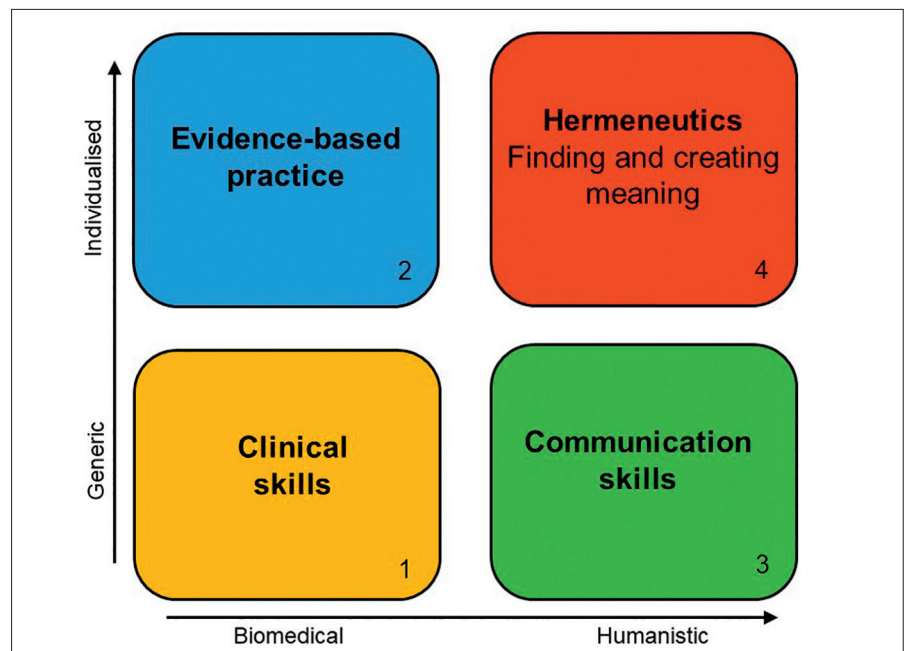 Individualised
Generic
Evidence-based
practice
2
Hermeneutics
Finding and creating
meaning
4
Clinical
skills
1
Communication
skills
3
Biomedical
Humanistic